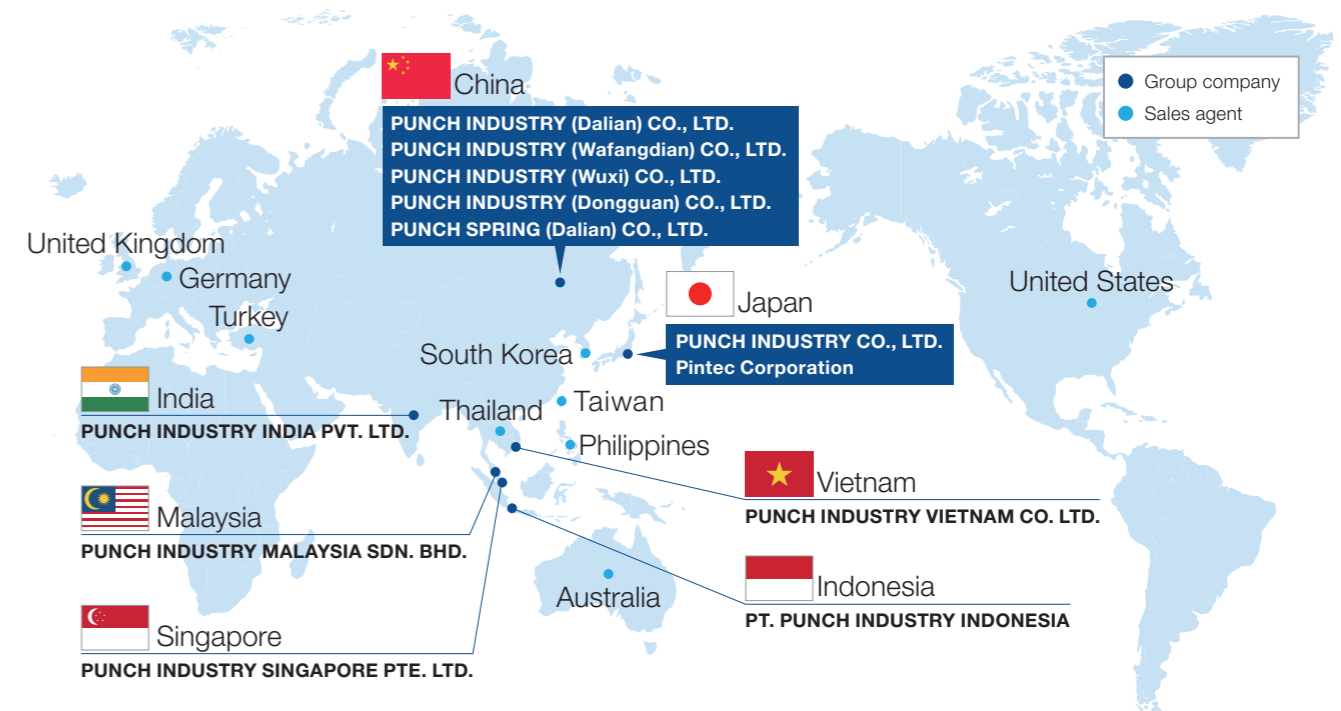 China
PUNCH INDUSTRY (Dalian) CO., LTD.
PUNCH INDUSTRY (Wafangdian) CO., LTD.
PUNCH INDUSTRY (Wuxi) CO., LTD.
PUNCH INDUSTRY (Dongguan) CO., LTD.
PUNCH SPRING (Dalian) CO., LTD.
Group company
Sales agent
United Kingdom
Germany
Turkey
United States
Japan
PUNCH INDUSTRY CO., LTD.
Pintec Corporation
South Korea
Taiwan
Thailand
Philippines
India
PUNCH INDUSTRY INDIA PVT. LTD.
Vietnam
PUNCH INDUSTRY VIETNAM CO. LTD.
Malaysia
PUNCH INDUSTRY MALAYSIA SDN. BHD.
Indonesia
PT. PUNCH INDUSTRY INDONESIA
Australia
Singapore
PUNCH INDUSTRY SINGAPORE PTE. LTD.